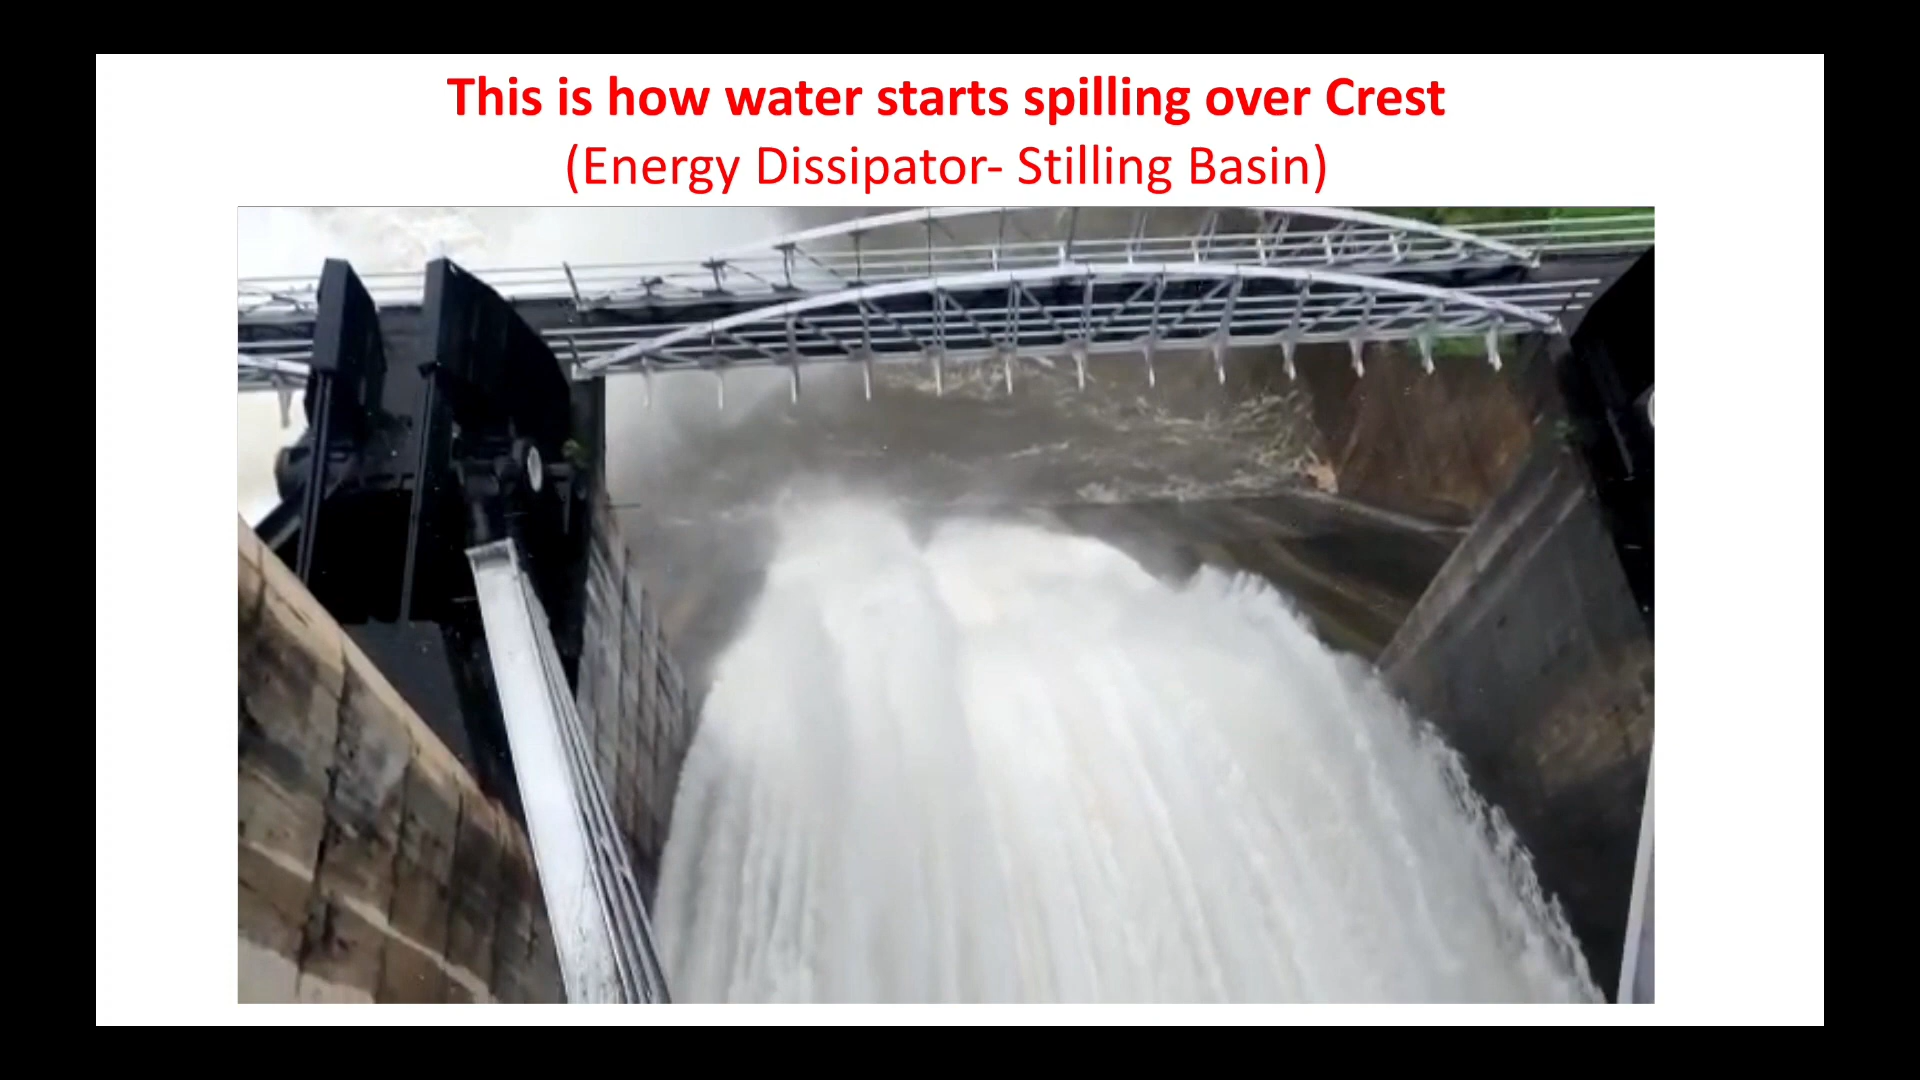 This is how water starts spilling over Crest
(Energy Dissipator- Stilling Basin)